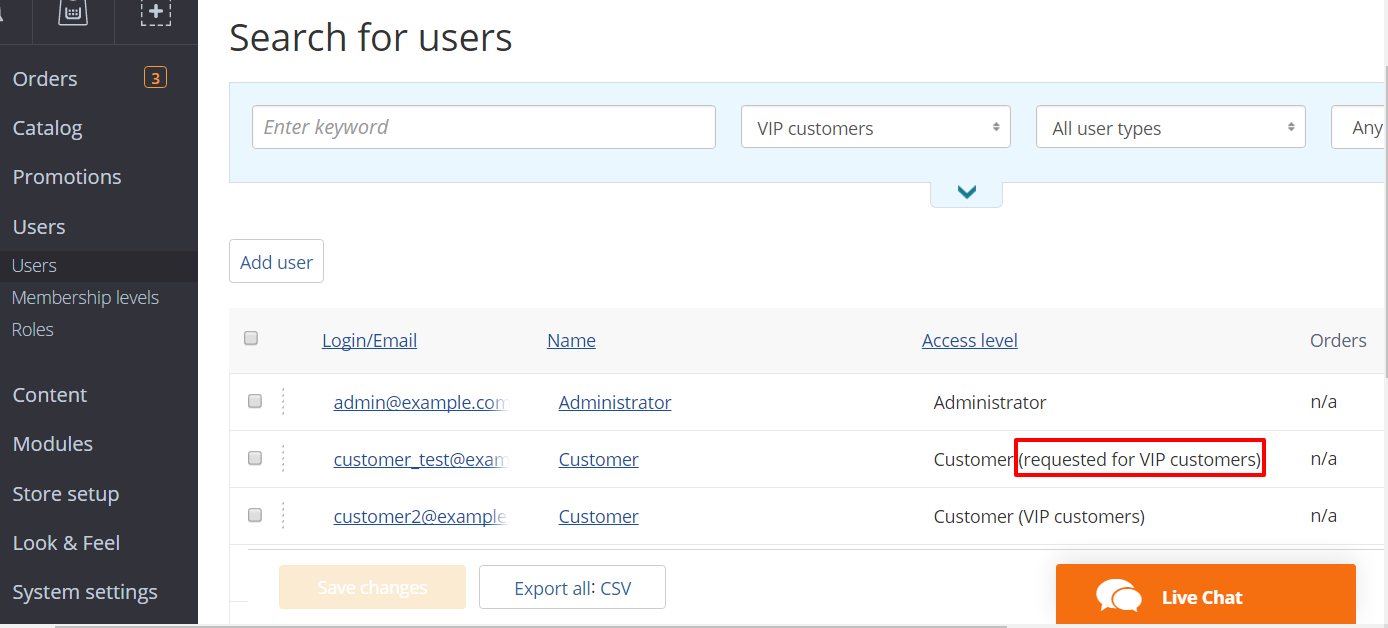 Search for users
Orders 3
Catalog
Promotions
Users
Users
Membership levels
Roles
Content
Modules
Store setup
Look & Feel
System settings
Enter keyword VIP customers All user types Any
Add user
Login/Email Name Access level Orders
admin@example.com Administrator Administrator n/a
customer_test@exam Customer Customer (requested for VIP customers) n/a
customer2@example Customer Customer (VIP customers) n/a
Save changes Export all: CSV
Live Chat